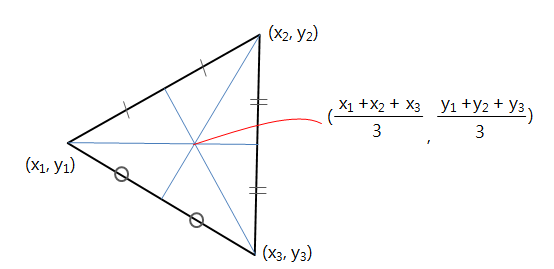 (x₂, y₂)
(x₁ +x₂ + x₃ / 3 , y₁ +y₂ + y₃ / 3)
(x₁, y₁)
(x₃, y₃)